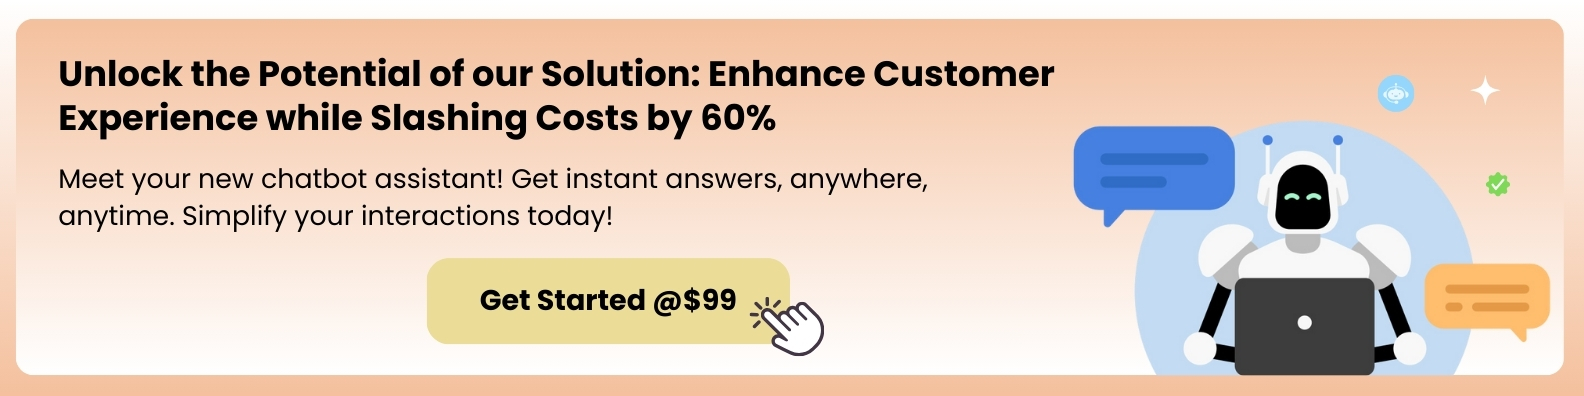 Unlock the Potential of our Solution: Enhance Customer
Experience while Slashing Costs by 60%
Meet your new chatbot assistant! Get instant answers, anywhere,
anytime. Simplify your interactions today!
Get Started @$99